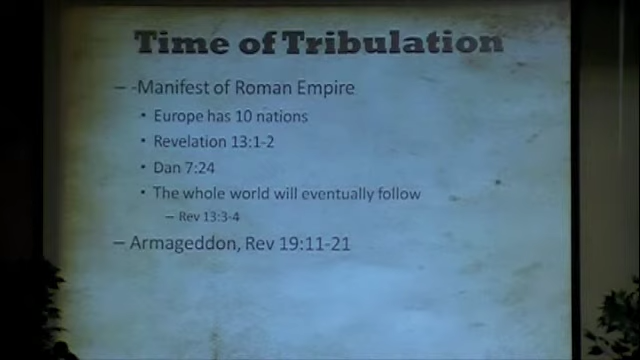 Time of Tribulation
– -Manifest of Roman Empire
• Europe has 10 nations
• Revelation 13:1-2
• Dan 7:24
• The whole world will eventually follow
– Rev 13:3-4
– Armageddon, Rev 19:11-21